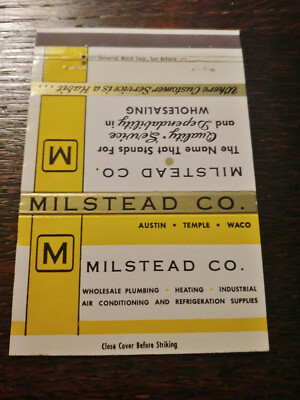 Universal Match Corp., San Antonio
Where Customer Service is a Habit...
WHOLESALING
and Dependability in
Quality • Service
The Name That Stands For
MILSTEAD CO.
M
MILSTEAD CO.
AUSTIN • TEMPLE • WACO
M
MILSTEAD CO.
WHOLESALE PLUMBING • HEATING • INDUSTRIAL
AIR CONDITIONING AND REFRIGERATION SUPPLIES
Close Cover Before Striking